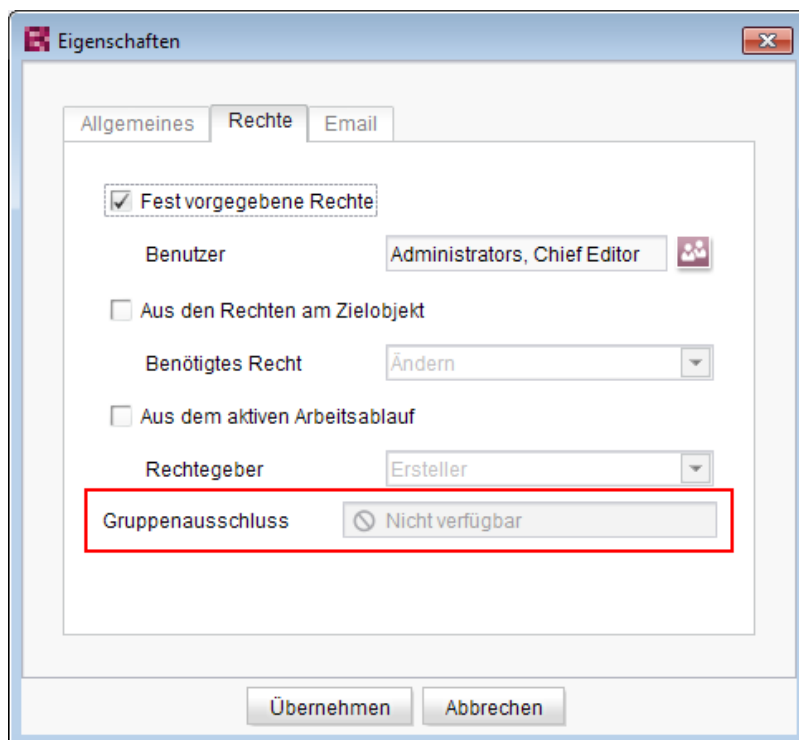 Eigenschaften
Allgemeines Rechte Email
Fest vorgegebene Rechte
Benutzer Administrators, Chief Editor
Aus den Rechten am Zielobjekt
Benötigtes Recht Ändern
Aus dem aktiven Arbeitsablauf
Rechtegeber Ersteller
Gruppenausschluss Nicht verfügbar
Übernehmen Abbrechen